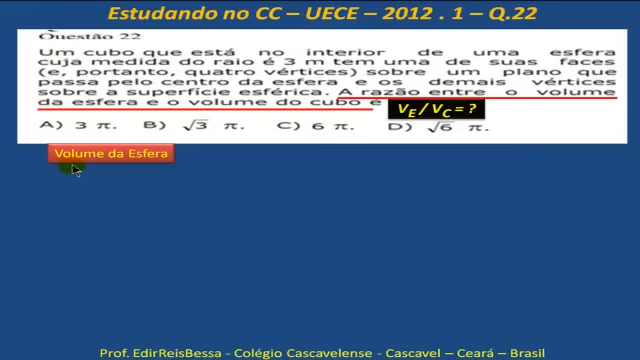 Estudando no CC – UECE – 2012 . 1 – Q.22
Questão 22
Um cubo que está no interior de uma esfera
cuja medida do raio é 3 m tem uma de suas faces
(e, portanto, quatro vértices) sobre um plano que
passa pelo centro da esfera e os demais vértices
sobre a superfície esférica. A razão entre o volume
da esfera e o volume do cubo é VE / VC = ?
A) 3 π. B) √3 π. C) 6 π. D) √6 π.
Volume da Esfera
Prof. EdirReisBessa - Colégio Cascavelense - Cascavel – Ceará – Brasil